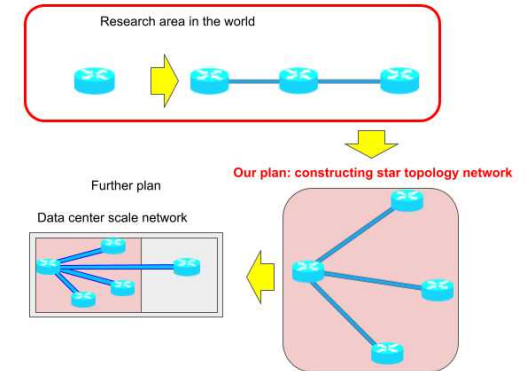 Research area in the world
Our plan: constructing star topology network
Further plan
Data center scale network